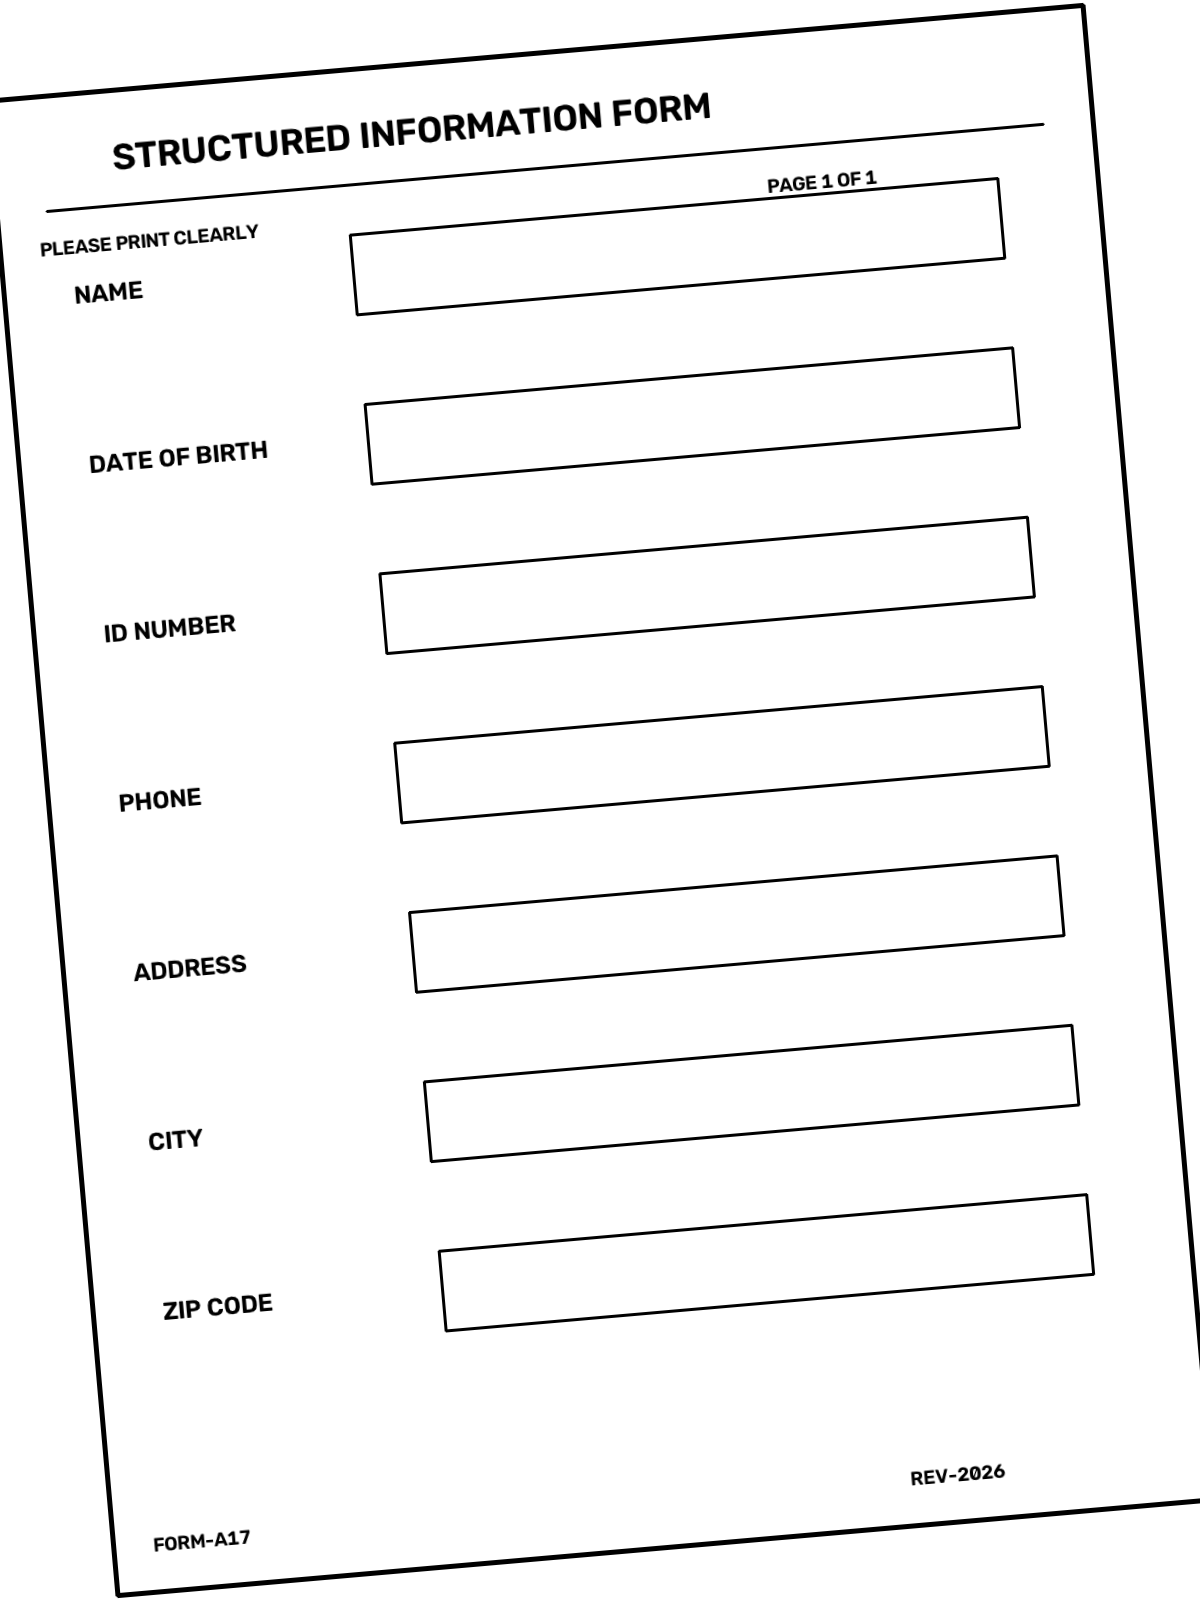 STRUCTURED INFORMATION FORM
PAGE 1 OF 1
PLEASE PRINT CLEARLY
NAME
DATE OF BIRTH
ID NUMBER
PHONE
ADDRESS
CITY
ZIP CODE
REV-2026
FORM-A17